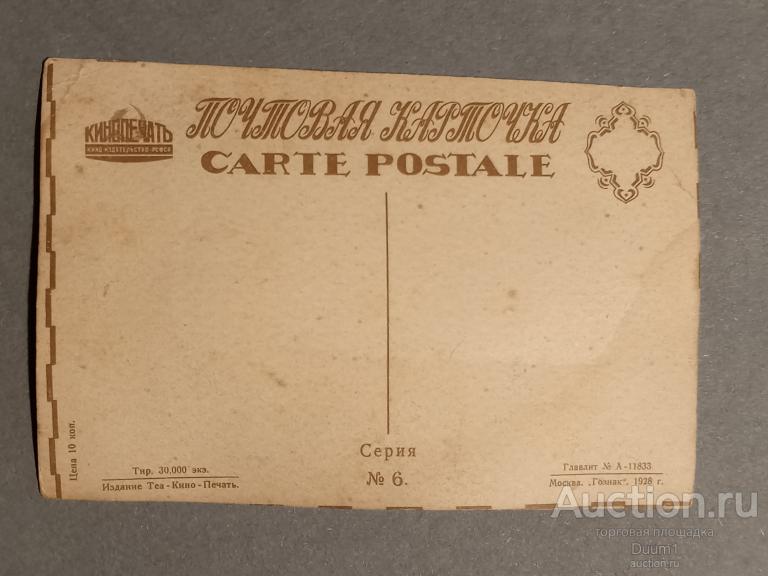 КИНОПЕЧАТЬ
КИНО-ИЗДАТЕЛЬСТВО-РСФСР
ПОЧТОВАЯ КАРТОЧКА
CARTE POSTALE
Цена 10 коп.
Тир. 30,000 экз.
Издание Теа-Кино-Печать.
Серия
№ 6.
Главлит № А-11833
Москва. „Гознак". 1928 г.
Auction.ru
торговая площадка
Duum1
auction.ru